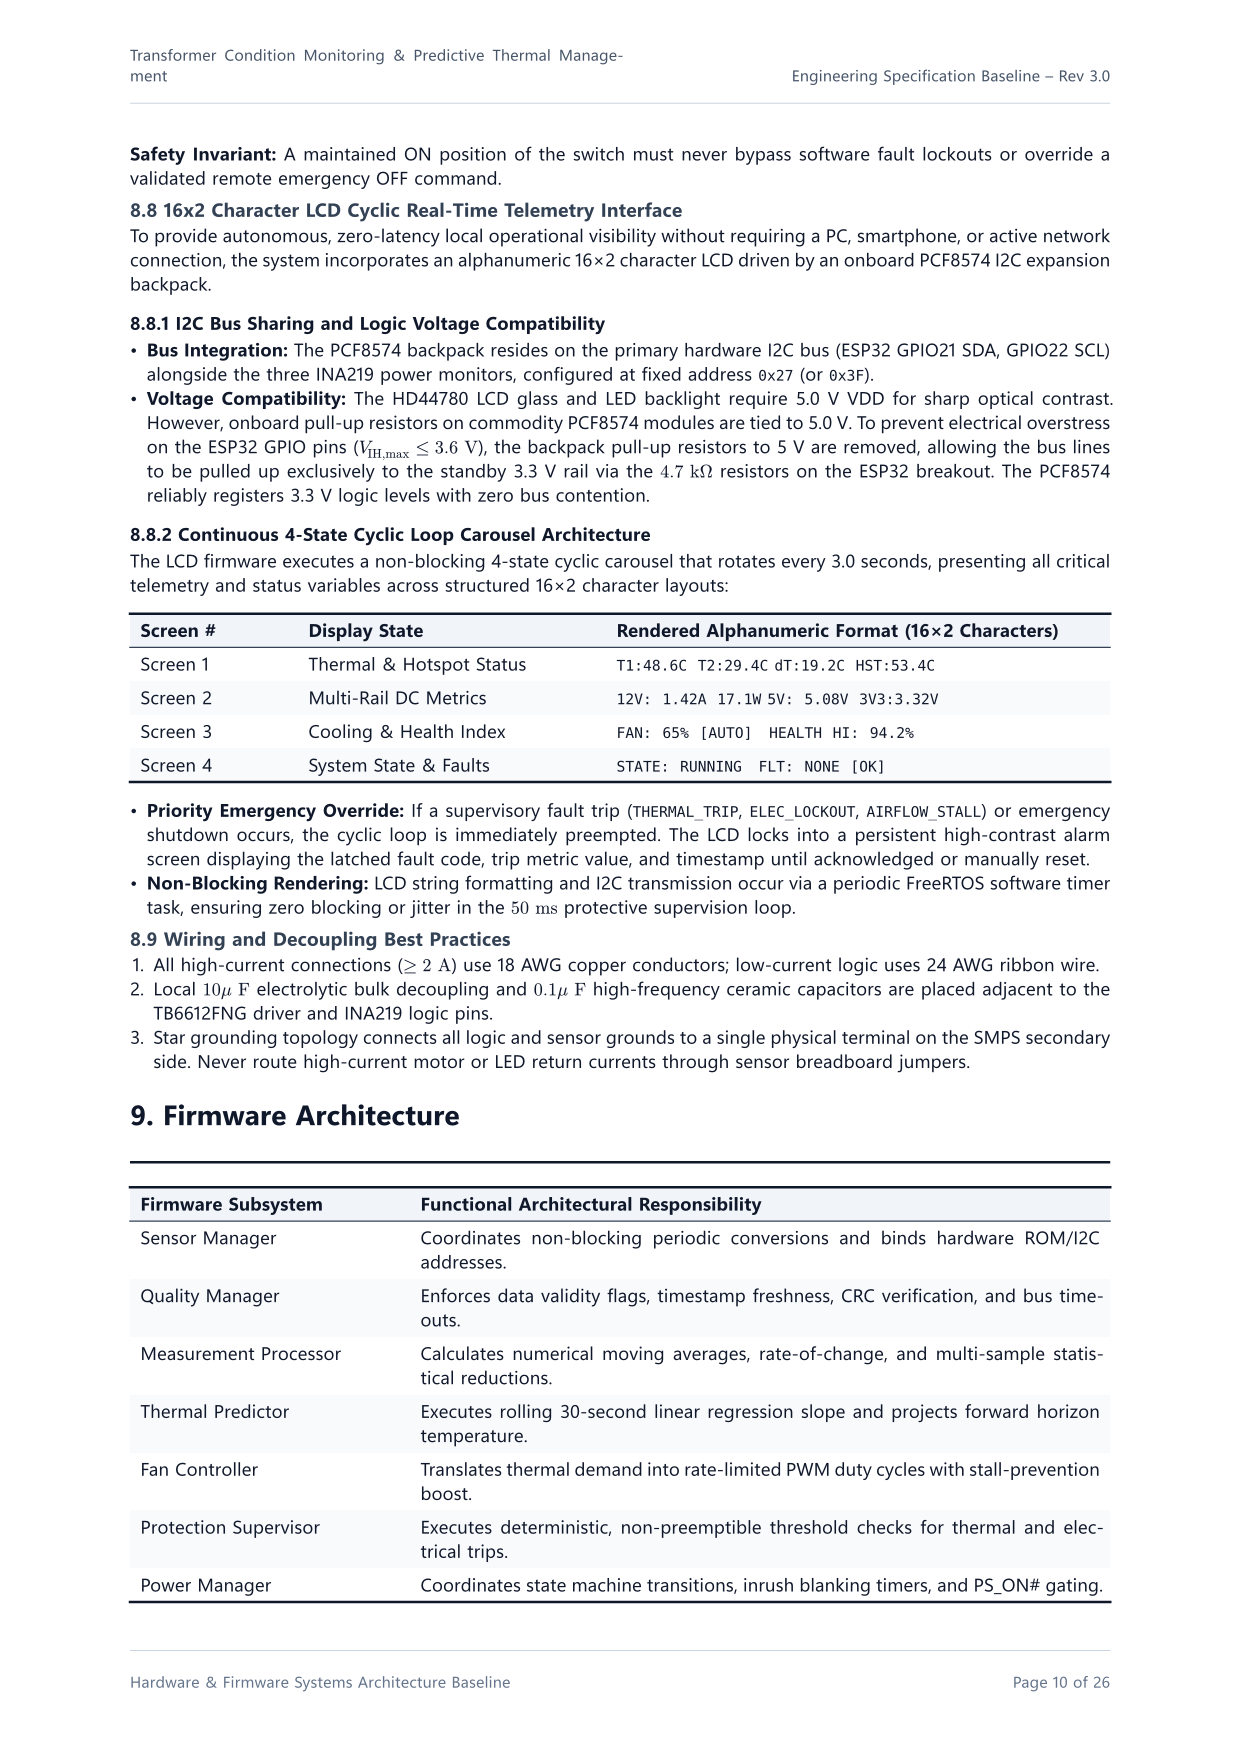 Transformer Condition Monitoring & Predictive Thermal Manage-
ment
Engineering Specification Baseline – Rev 3.0
Safety Invariant: A maintained ON position of the switch must never bypass software fault lockouts or override a
validated remote emergency OFF command.
8.8 16x2 Character LCD Cyclic Real-Time Telemetry Interface
To provide autonomous, zero-latency local operational visibility without requiring a PC, smartphone, or active network
connection, the system incorporates an alphanumeric 16×2 character LCD driven by an onboard PCF8574 I2C expansion
backpack.
8.8.1 I2C Bus Sharing and Logic Voltage Compatibility
• Bus Integration: The PCF8574 backpack resides on the primary hardware I2C bus (ESP32 GPIO21 SDA, GPIO22 SCL)
alongside the three INA219 power monitors, configured at fixed address 0x27 (or 0x3F).
• Voltage Compatibility: The HD44780 LCD glass and LED backlight require 5.0 V VDD for sharp optical contrast.
However, onboard pull-up resistors on commodity PCF8574 modules are tied to 5.0 V. To prevent electrical overstress
on the ESP32 GPIO pins (V_IH,max ≤ 3.6 V), the backpack pull-up resistors to 5 V are removed, allowing the bus lines
to be pulled up exclusively to the standby 3.3 V rail via the 4.7 kΩ resistors on the ESP32 breakout. The PCF8574
reliably registers 3.3 V logic levels with zero bus contention.
8.8.2 Continuous 4-State Cyclic Loop Carousel Architecture
The LCD firmware executes a non-blocking 4-state cyclic carousel that rotates every 3.0 seconds, presenting all critical
telemetry and status variables across structured 16×2 character layouts:
Screen # Display State Rendered Alphanumeric Format (16×2 Characters)
Screen 1 Thermal & Hotspot Status T1:48.6C T2:29.4C dT:19.2C HST:53.4C
Screen 2 Multi-Rail DC Metrics 12V: 1.42A 17.1W 5V: 5.08V 3V3:3.32V
Screen 3 Cooling & Health Index FAN: 65% [AUTO] HEALTH HI: 94.2%
Screen 4 System State & Faults STATE: RUNNING FLT: NONE [OK]
• Priority Emergency Override: If a supervisory fault trip (THERMAL_TRIP, ELEC_LOCKOUT, AIRFLOW_STALL) or emergency
shutdown occurs, the cyclic loop is immediately preempted. The LCD locks into a persistent high-contrast alarm
screen displaying the latched fault code, trip metric value, and timestamp until acknowledged or manually reset.
• Non-Blocking Rendering: LCD string formatting and I2C transmission occur via a periodic FreeRTOS software timer
task, ensuring zero blocking or jitter in the 50 ms protective supervision loop.
8.9 Wiring and Decoupling Best Practices
1. All high-current connections (≥ 2 A) use 18 AWG copper conductors; low-current logic uses 24 AWG ribbon wire.
2. Local 10μ F electrolytic bulk decoupling and 0.1μ F high-frequency ceramic capacitors are placed adjacent to the
TB6612FNG driver and INA219 logic pins.
3. Star grounding topology connects all logic and sensor grounds to a single physical terminal on the SMPS secondary
side. Never route high-current motor or LED return currents through sensor breadboard jumpers.
9. Firmware Architecture
Firmware Subsystem Functional Architectural Responsibility
Sensor Manager Coordinates non-blocking periodic conversions and binds hardware ROM/I2C
addresses.
Quality Manager Enforces data validity flags, timestamp freshness, CRC verification, and bus time-
outs.
Measurement Processor Calculates numerical moving averages, rate-of-change, and multi-sample statis-
tical reductions.
Thermal Predictor Executes rolling 30-second linear regression slope and projects forward horizon
temperature.
Fan Controller Translates thermal demand into rate-limited PWM duty cycles with stall-prevention
boost.
Protection Supervisor Executes deterministic, non-preemptible threshold checks for thermal and elec-
trical trips.
Power Manager Coordinates state machine transitions, inrush blanking timers, and PS_ON# gating.
Hardware & Firmware Systems Architecture Baseline
Page 10 of 26